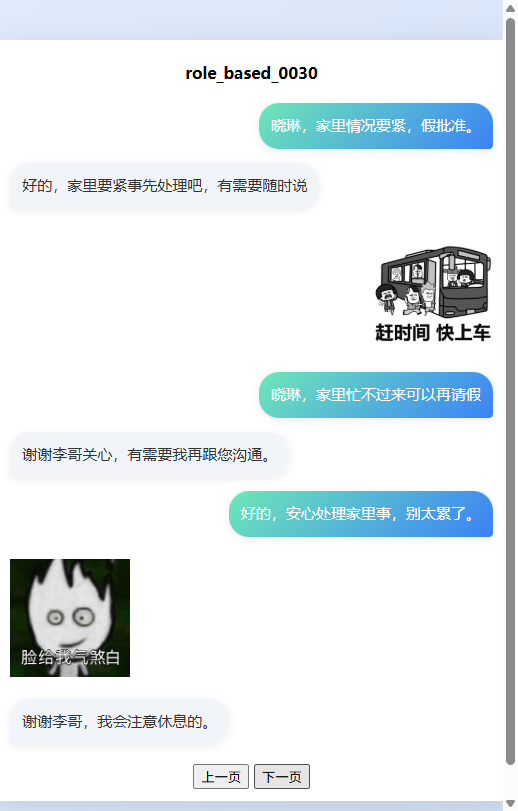 role_based_0030
晓琳，家里情况要紧，假批准。
好的，家里要紧事先处理吧，有需要随时说
赶时间 快上车
晓琳，家里忙不过来可以再请假
谢谢李哥关心，有需要我再跟您沟通。
好的，安心处理家里事，别太累了。
脸给我气煞白
谢谢李哥，我会注意休息的。
上一页 下一页